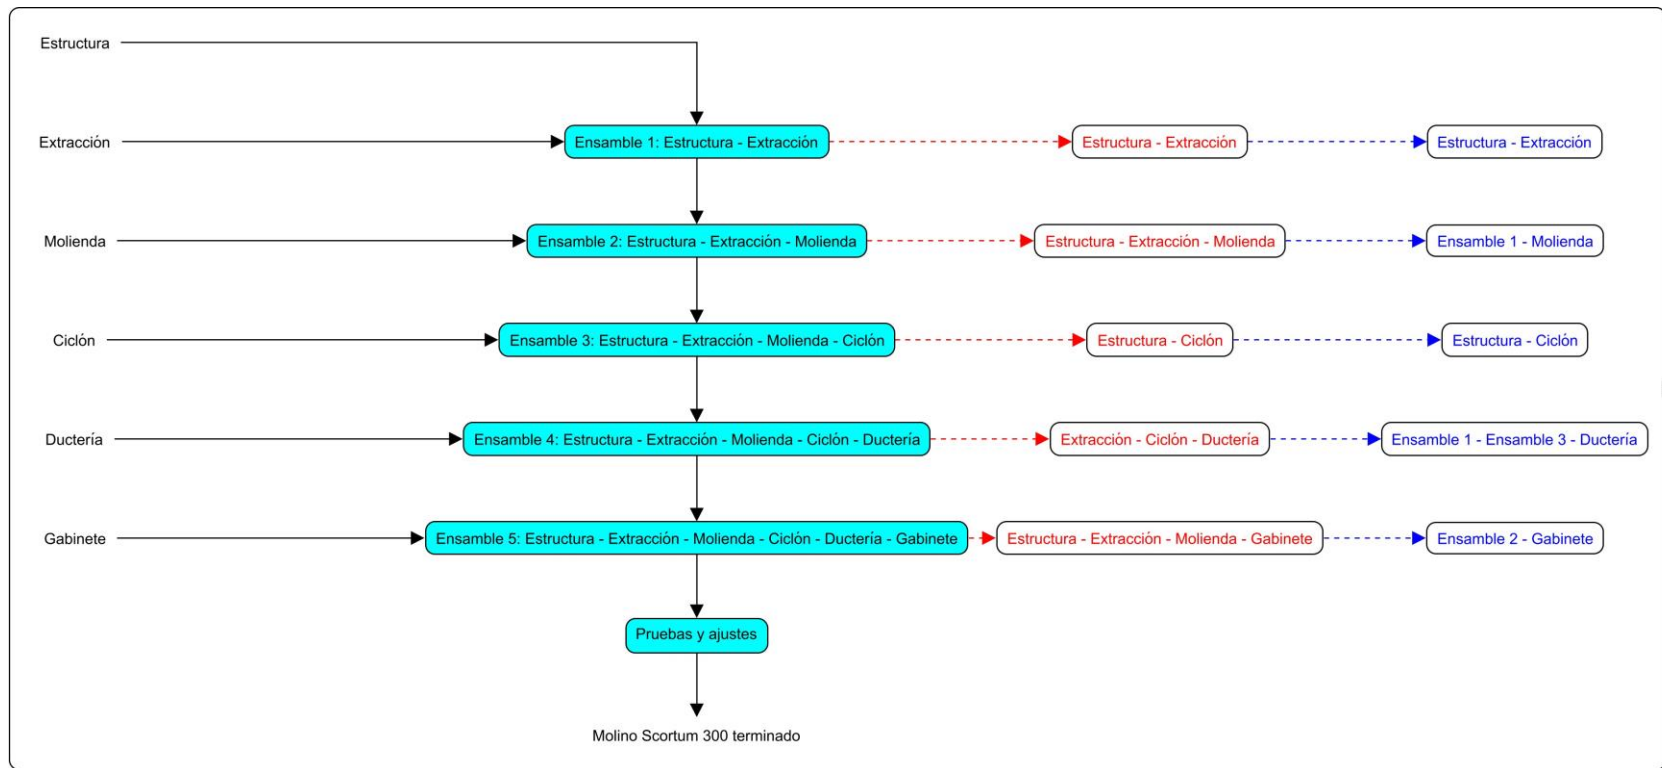 Estructura
Extracción
Ensamble 1: Estructura - Extracción
Estructura - Extracción
Estructura - Extracción
Molienda
Ensamble 2: Estructura - Extracción - Molienda
Estructura - Extracción - Molienda
Ensamble 1 - Molienda
Ciclón
Ensamble 3: Estructura - Extracción - Molienda - Ciclón
Estructura - Ciclón
Estructura - Ciclón
Ductería
Ensamble 4: Estructura - Extracción - Molienda - Ciclón - Ductería
Extracción - Ciclón - Ductería
Ensamble 1 - Ensamble 3 - Ductería
Gabinete
Ensamble 5: Estructura - Extracción - Molienda - Ciclón - Ductería - Gabinete
Estructura - Extracción - Molienda - Gabinete
Ensamble 2 - Gabinete
Pruebas y ajustes
Molino Scortum 300 terminado